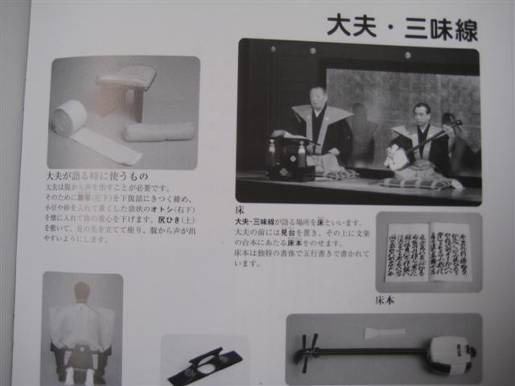 大夫・三味線
大夫が語る時に使うもの
大夫は腹から声を出すことが必要です。
そのために腹帯(左下)を下腹部にきつく締め、
小豆や砂を入れて重くした袋状のオトシ(右下)
を懐に入れて体の重心を下げます。尻ひき(上)
を敷いて、足の先を立てて座り、腹から声が出
やすいようにします。
床
大夫・三味線が語る場所を床といいます。
大夫の前には見台を置き、その上に文楽
の台本にあたる床本をのせます。
床本は独特の書体で五行書きで書かれて
います。
床本